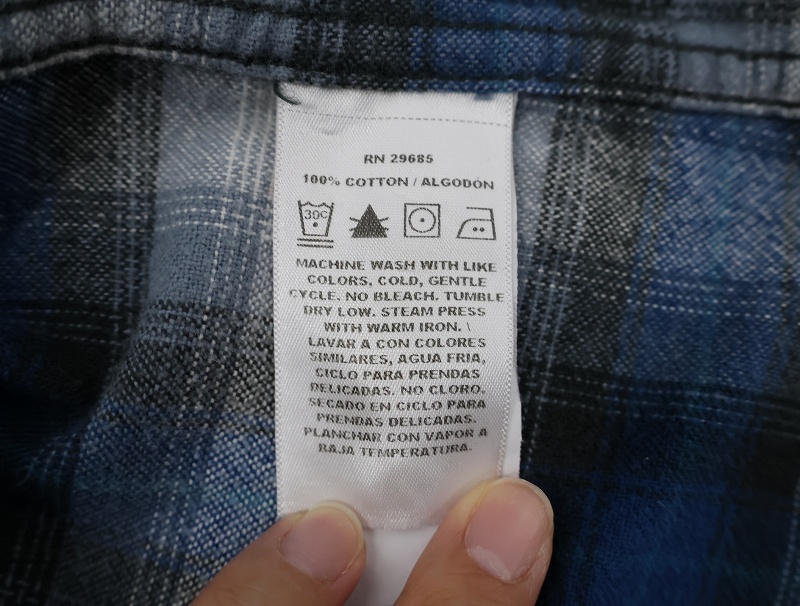 RN 29685
100% COTTON / ALGODÓN
30C
MACHINE WASH WITH LIKE
COLORS, COLD, GENTLE
CYCLE. NO BLEACH. TUMBLE
DRY LOW. STEAM PRESS
WITH WARM IRON. \
LAVAR A CON COLORES
SIMILARES, AGUA FRIA,
CICLO PARA PRENDAS
DELICADAS. NO CLORO.
SECADO EN CICLO PARA
PRENDAS DELICADAS.
PLANCHAR CON VAPOR A
BAJA TEMPERATURA.